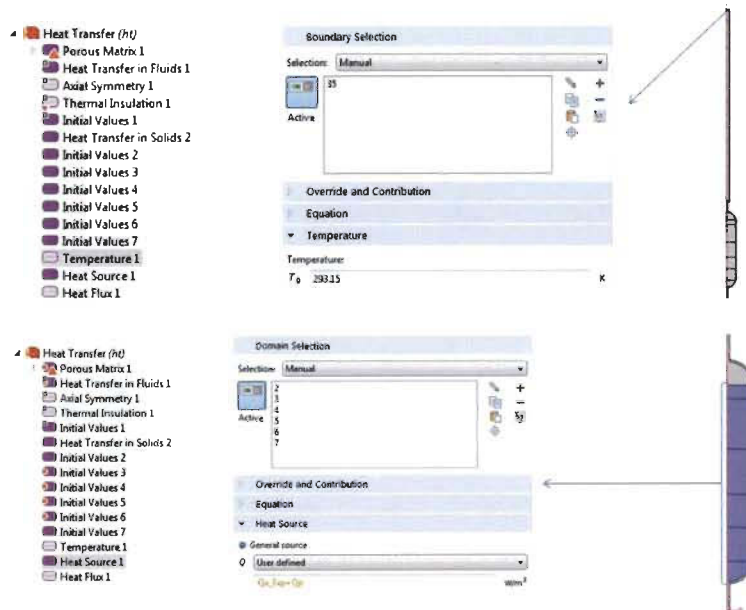 Heat Transfer (ht)
Porous Matrix 1
Heat Transfer in Fluids 1
Axial Symmetry 1
Thermal Insulation 1
Initial Values 1
Heat Transfer in Solids 2
Initial Values 2
Initial Values 3
Initial Values 4
Initial Values 5
Initial Values 6
Initial Values 7
Temperature 1
Heat Source 1
Heat Flux 1
Boundary Selection
Selection: Manual
35
Active
Override and Contribution
Equation
Temperature
Temperature:
T0 293.15 K
Heat Transfer (ht)
Porous Matrix 1
Heat Transfer in Fluids 1
Axial Symmetry 1
Thermal Insulation 1
Initial Values 1
Heat Transfer in Solids 2
Initial Values 2
Initial Values 3
Initial Values 4
Initial Values 5
Initial Values 6
Initial Values 7
Temperature 1
Heat Source 1
Heat Flux 1
Domain Selection
Selection: Manual
2
3
4
5
6
7
Active
Override and Contribution
Equation
Heat Source
General source
Q User defined
W/m³